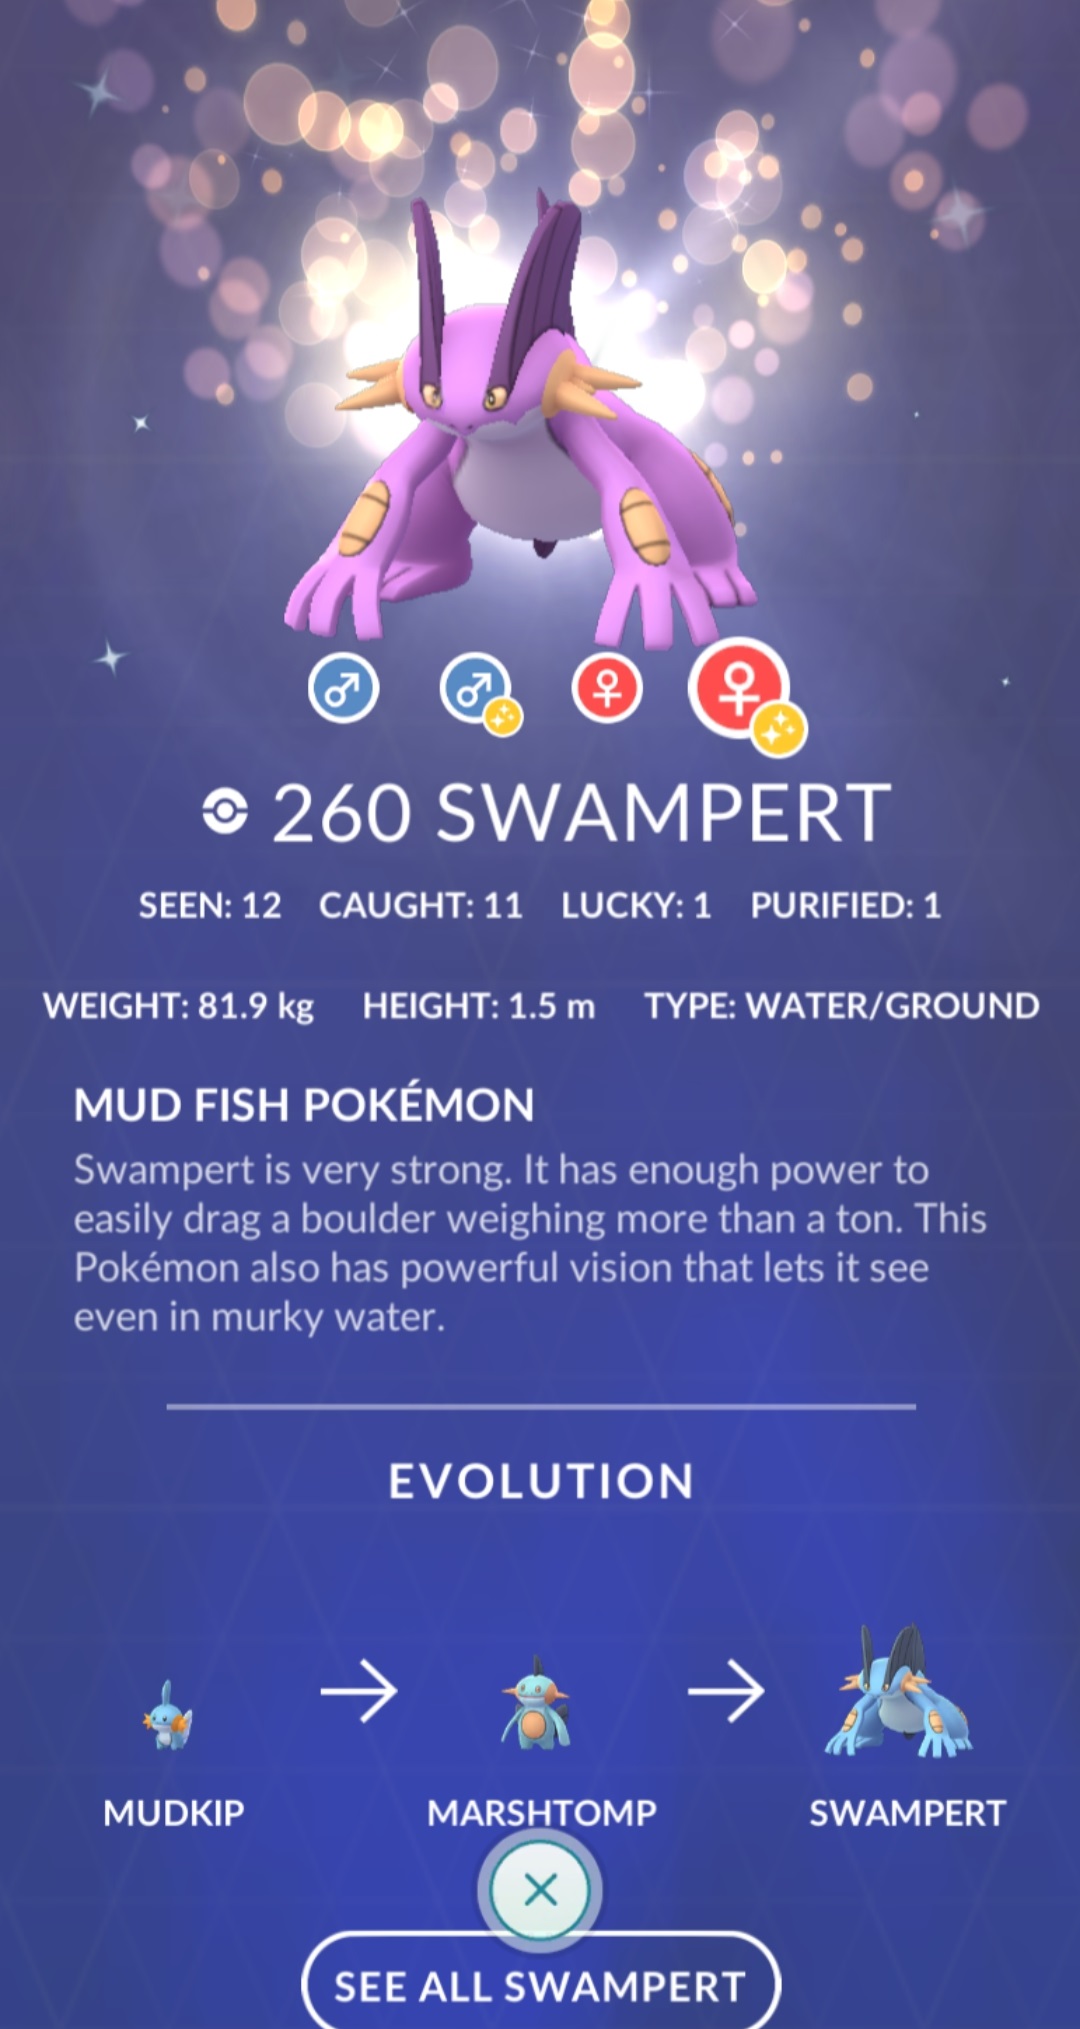 260 SWAMPERT
SEEN: 12 CAUGHT: 11 LUCKY: 1 PURIFIED: 1
WEIGHT: 81.9 kg HEIGHT: 1.5 m TYPE: WATER/GROUND
MUD FISH POKÉMON
Swampert is very strong. It has enough power to
easily drag a boulder weighing more than a ton. This
Pokémon also has powerful vision that lets it see
even in murky water.
EVOLUTION
MUDKIP MARSHTOMP SWAMPERT
SEE ALL SWAMPERT